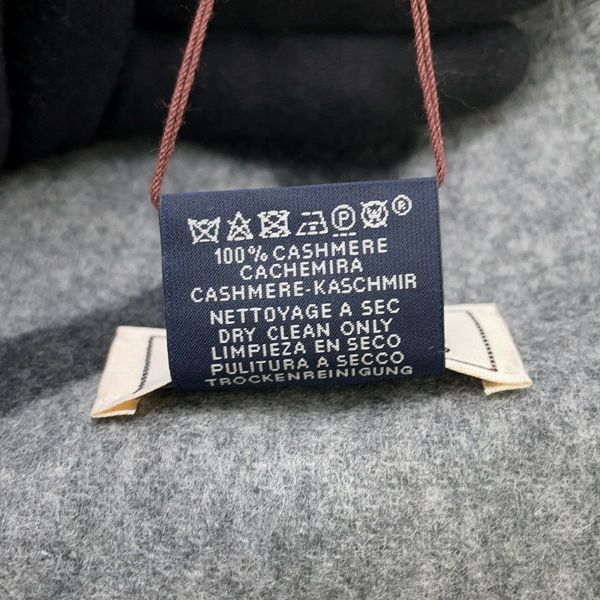 P W ®
100% CASHMERE
CACHEMIRA
CASHMERE-KASCHMIR
NETTOYAGE A SEC
DRY CLEAN ONLY
LIMPIEZA EN SECO
PULITURA A SECCO
TROCKENREINIGUNG